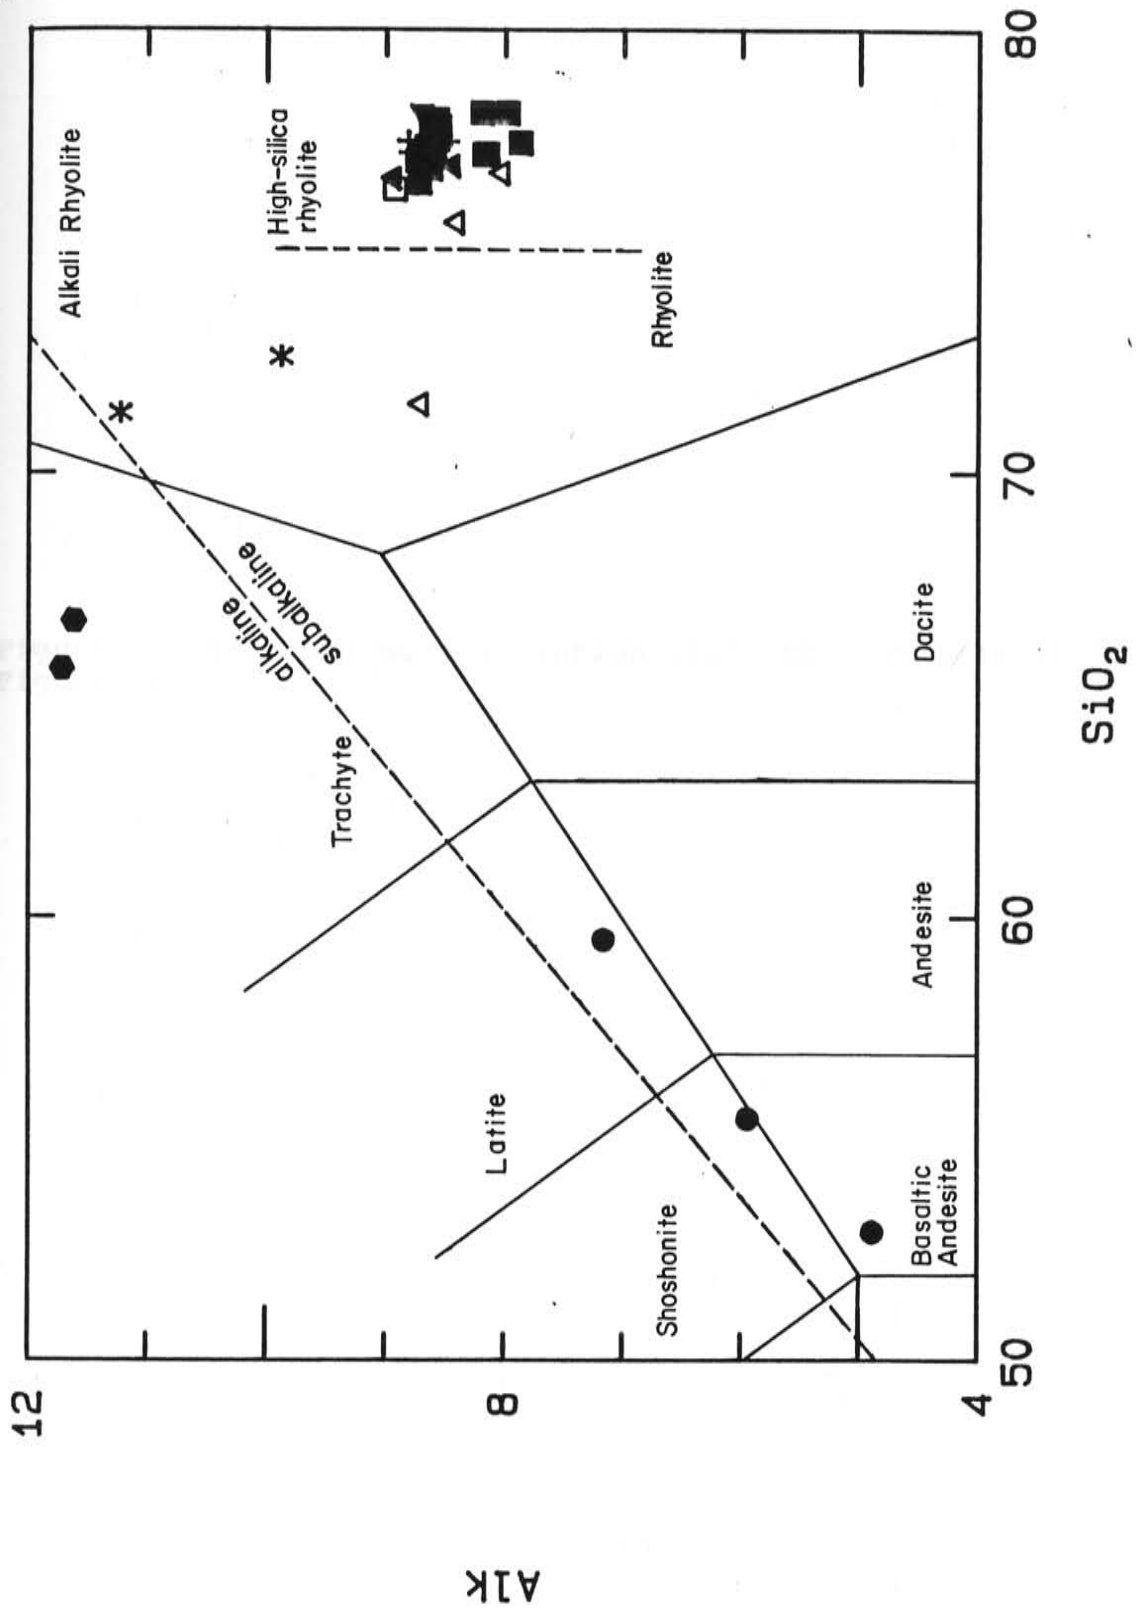 12
8
4
Alk
50
60
70
80
SiO₂
Alkali Rhyolite
High-silica
rhyolite
Rhyolite
alkaline
subalkaline
Trachyte
Dacite
Latite
Andesite
Shoshonite
Basaltic
Andesite